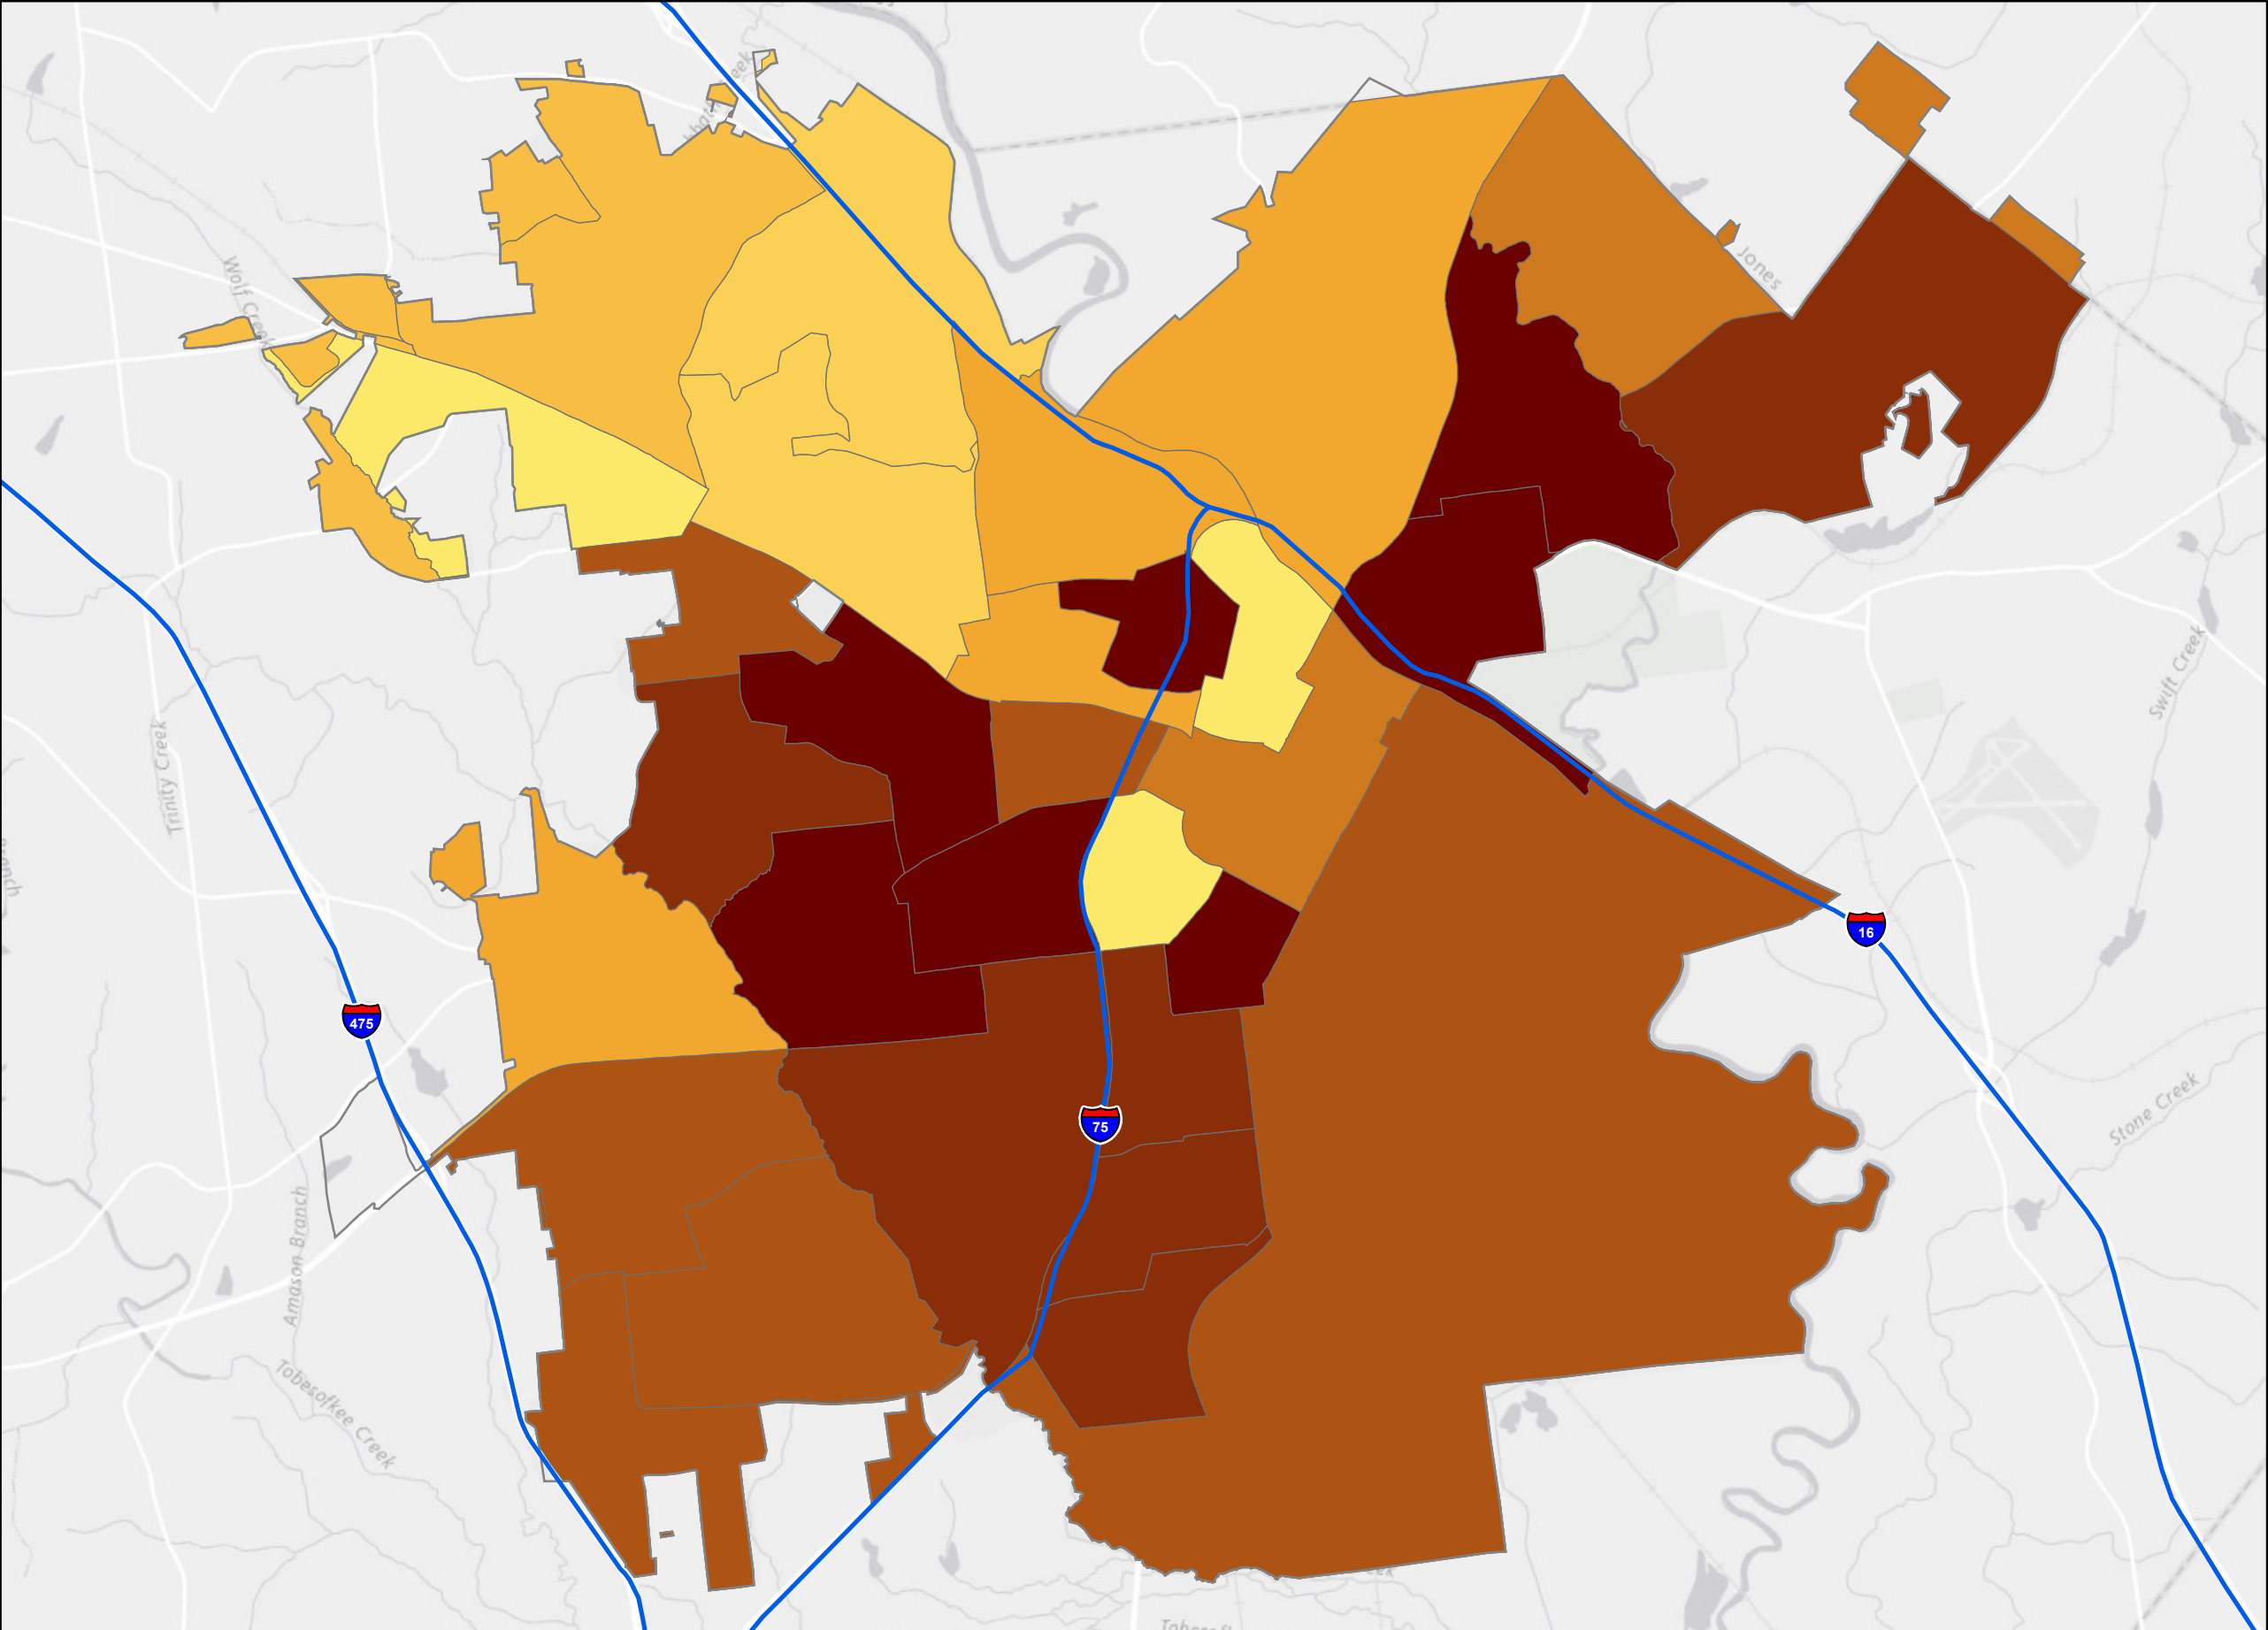 Wolf Creek
Jones
Swift Creek
Trinity Creek
16
475
75
Stone Creek
Amason Branch
Tobesofkee Creek